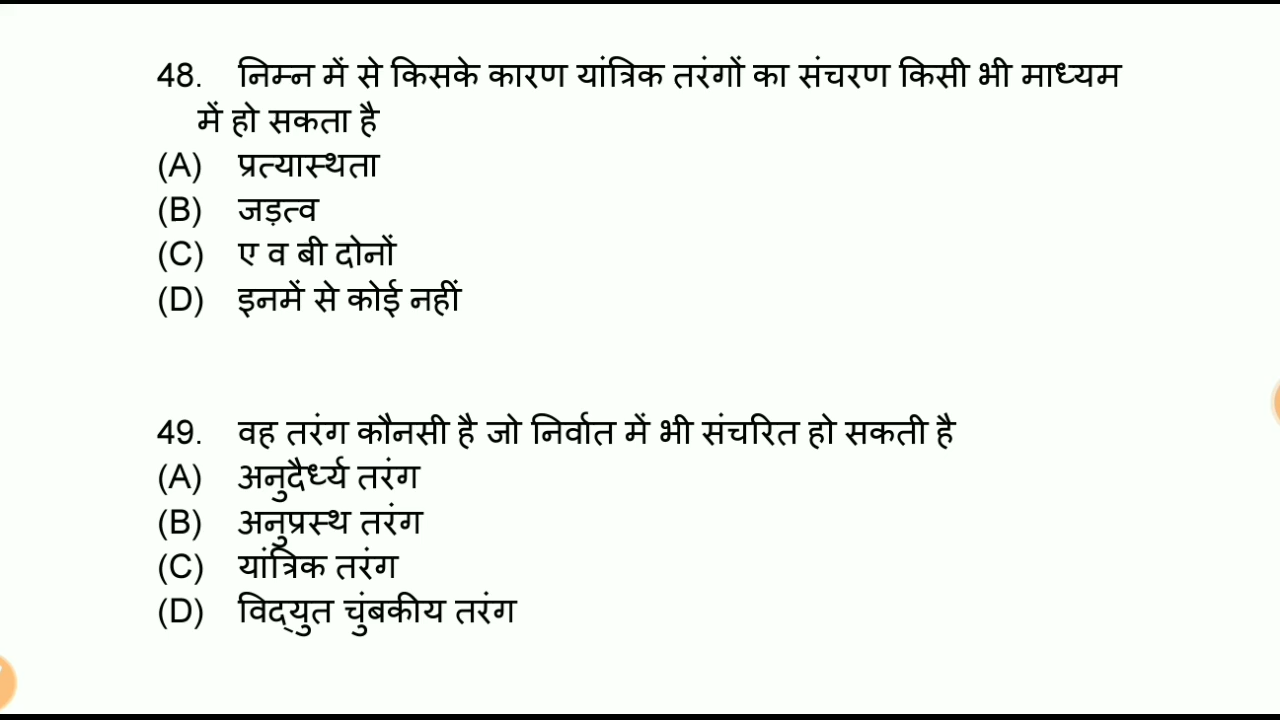 48. निम्न में से किसके कारण यांत्रिक तरंगों का संचरण किसी भी माध्यम
में हो सकता है
(A) प्रत्यास्थता
(B) जड़त्व
(C) ए व बी दोनों
(D) इनमें से कोई नहीं
49. वह तरंग कौनसी है जो निर्वात में भी संचरित हो सकती है
(A) अनुदैर्ध्य तरंग
(B) अनुप्रस्थ तरंग
(C) यांत्रिक तरंग
(D) विद्युत चुंबकीय तरंग